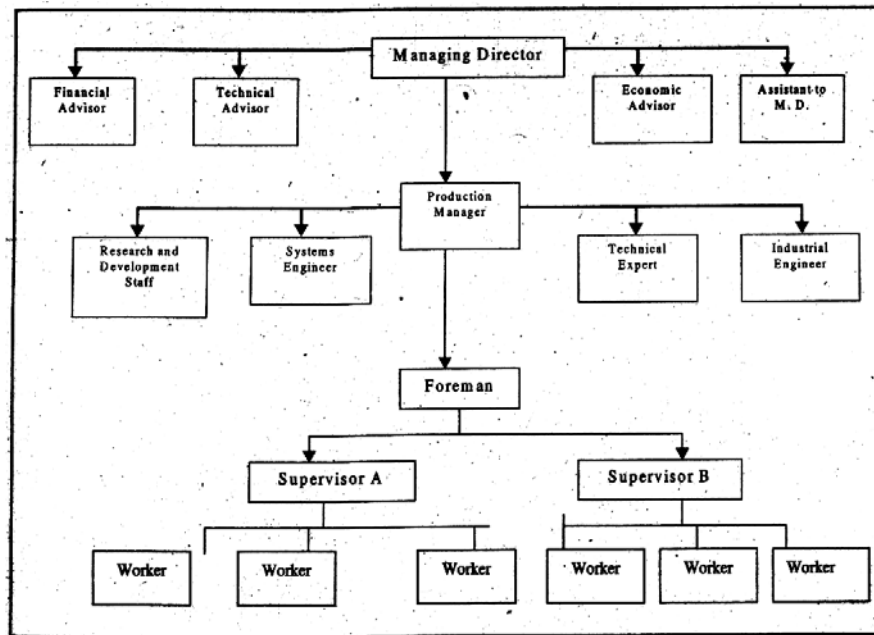 Managing Director
Financial
Advisor
Technical
Advisor
Economic
Advisor
Assistant to
M. D.
Production
Manager
Research and
Development
Staff
Systems
Engineer
Technical
Expert
Industrial
Engineer
Foreman
Supervisor A
Supervisor B
Worker
Worker
Worker
Worker
Worker
Worker